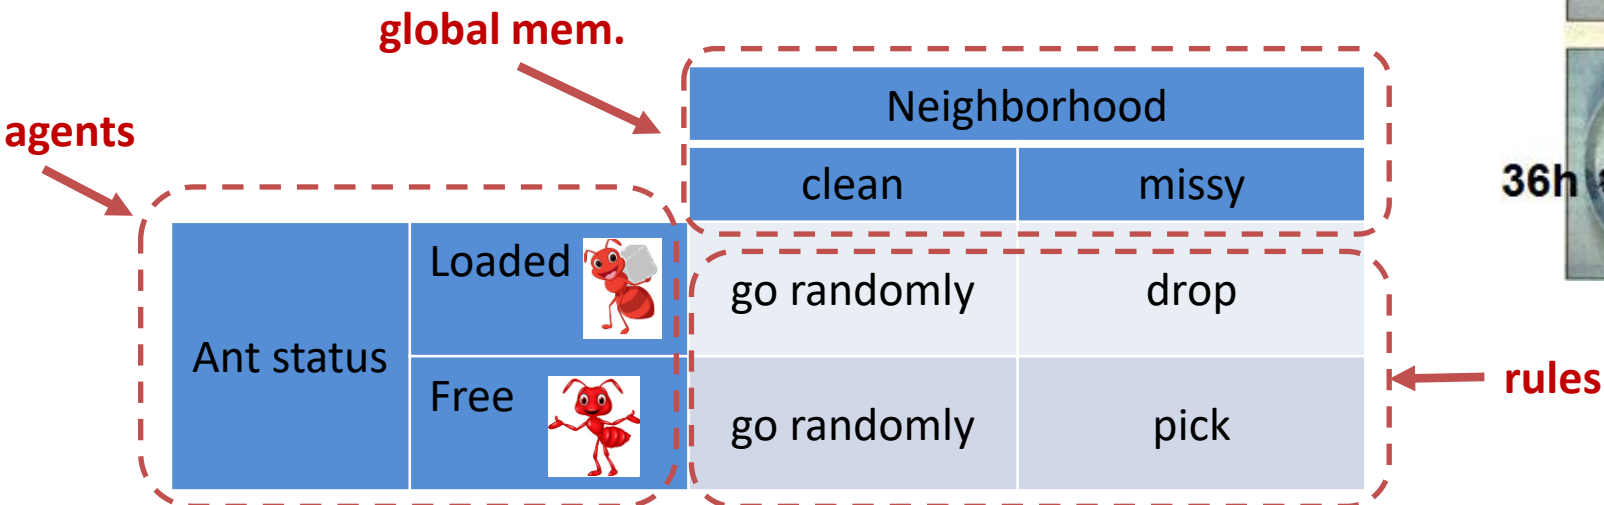 global mem.
agents
Neighborhood
clean missy
36h
Loaded
go randomly drop
Ant status
rules
Free
go randomly pick